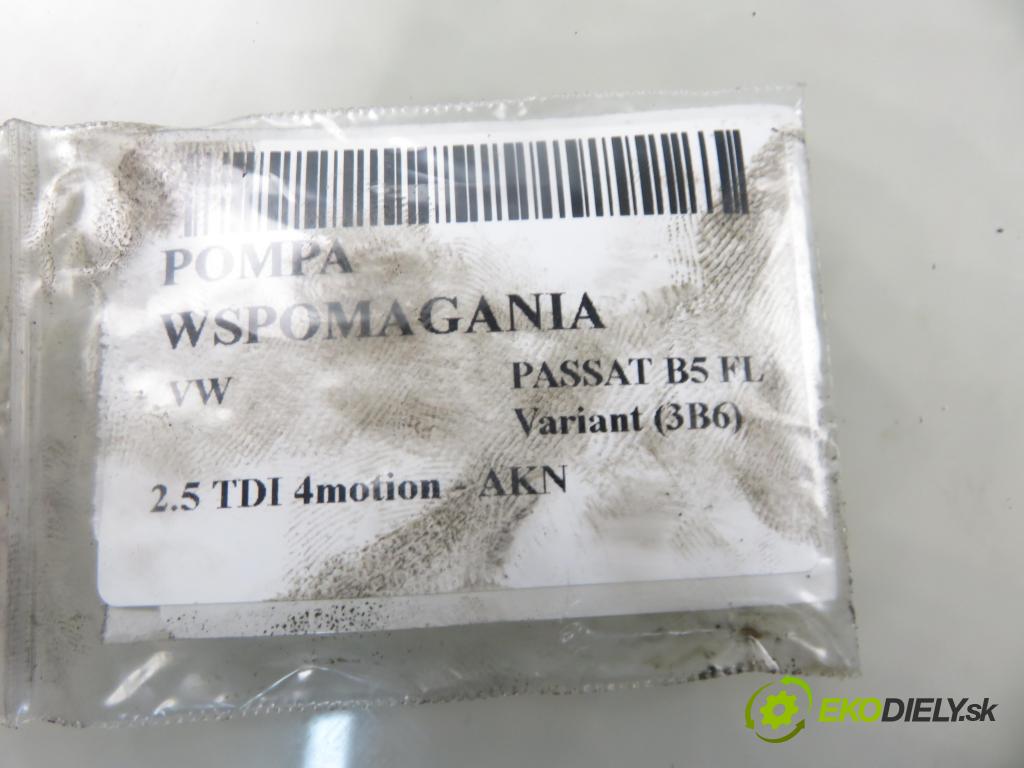 POMPA
WSPOMAGANIA
VW
PASSAT B5 FL
Variant (3B6)
2.5 TDI 4motion - AKN
EKODIELY.sk